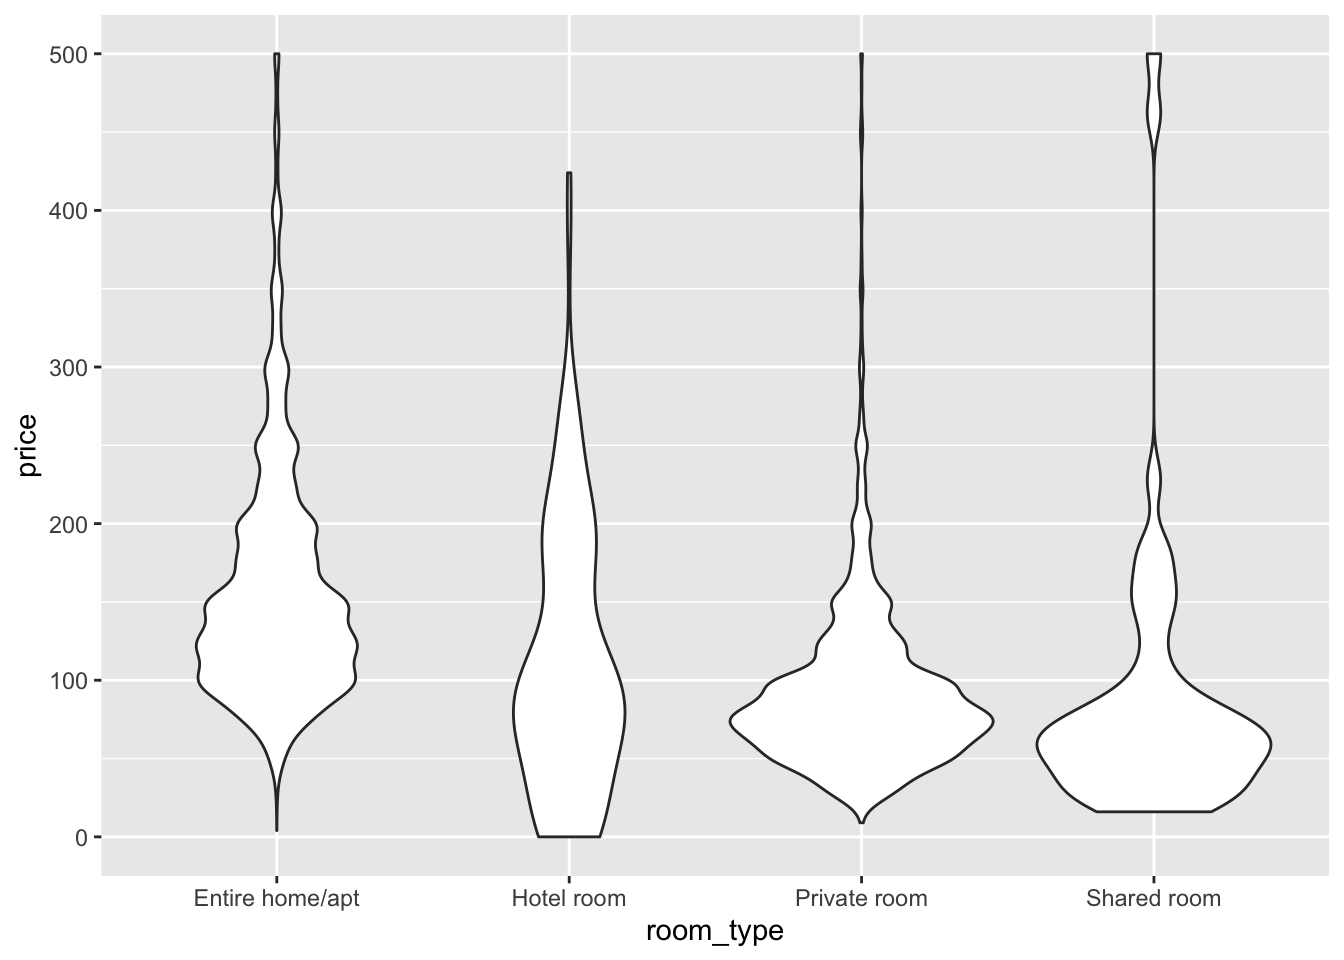 500
400
300
200
100
0
price
Entire home/apt
Hotel room
Private room
Shared room
room_type